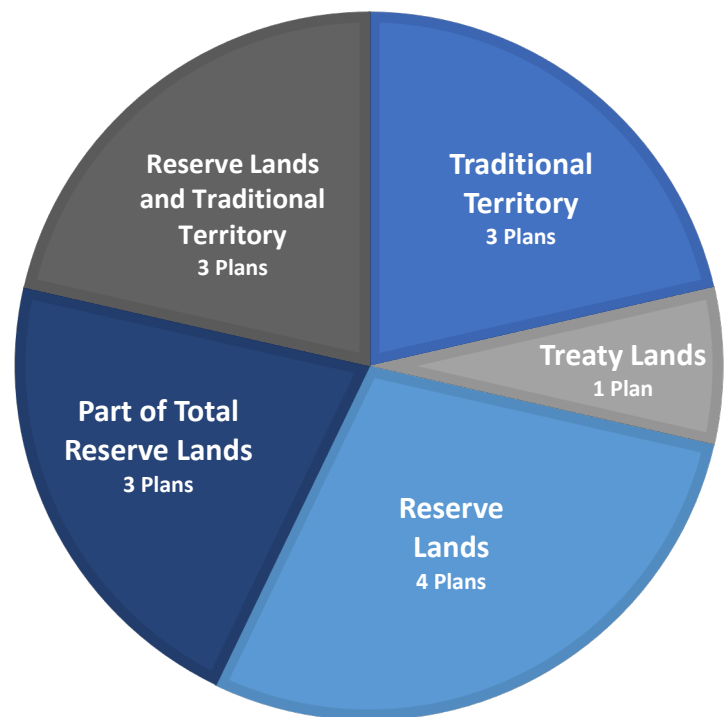 Reserve Lands
and Traditional
Territory
3 Plans
Traditional
Territory
3 Plans
Treaty Lands
1 Plan
Part of Total
Reserve Lands
3 Plans
Reserve
Lands
4 Plans